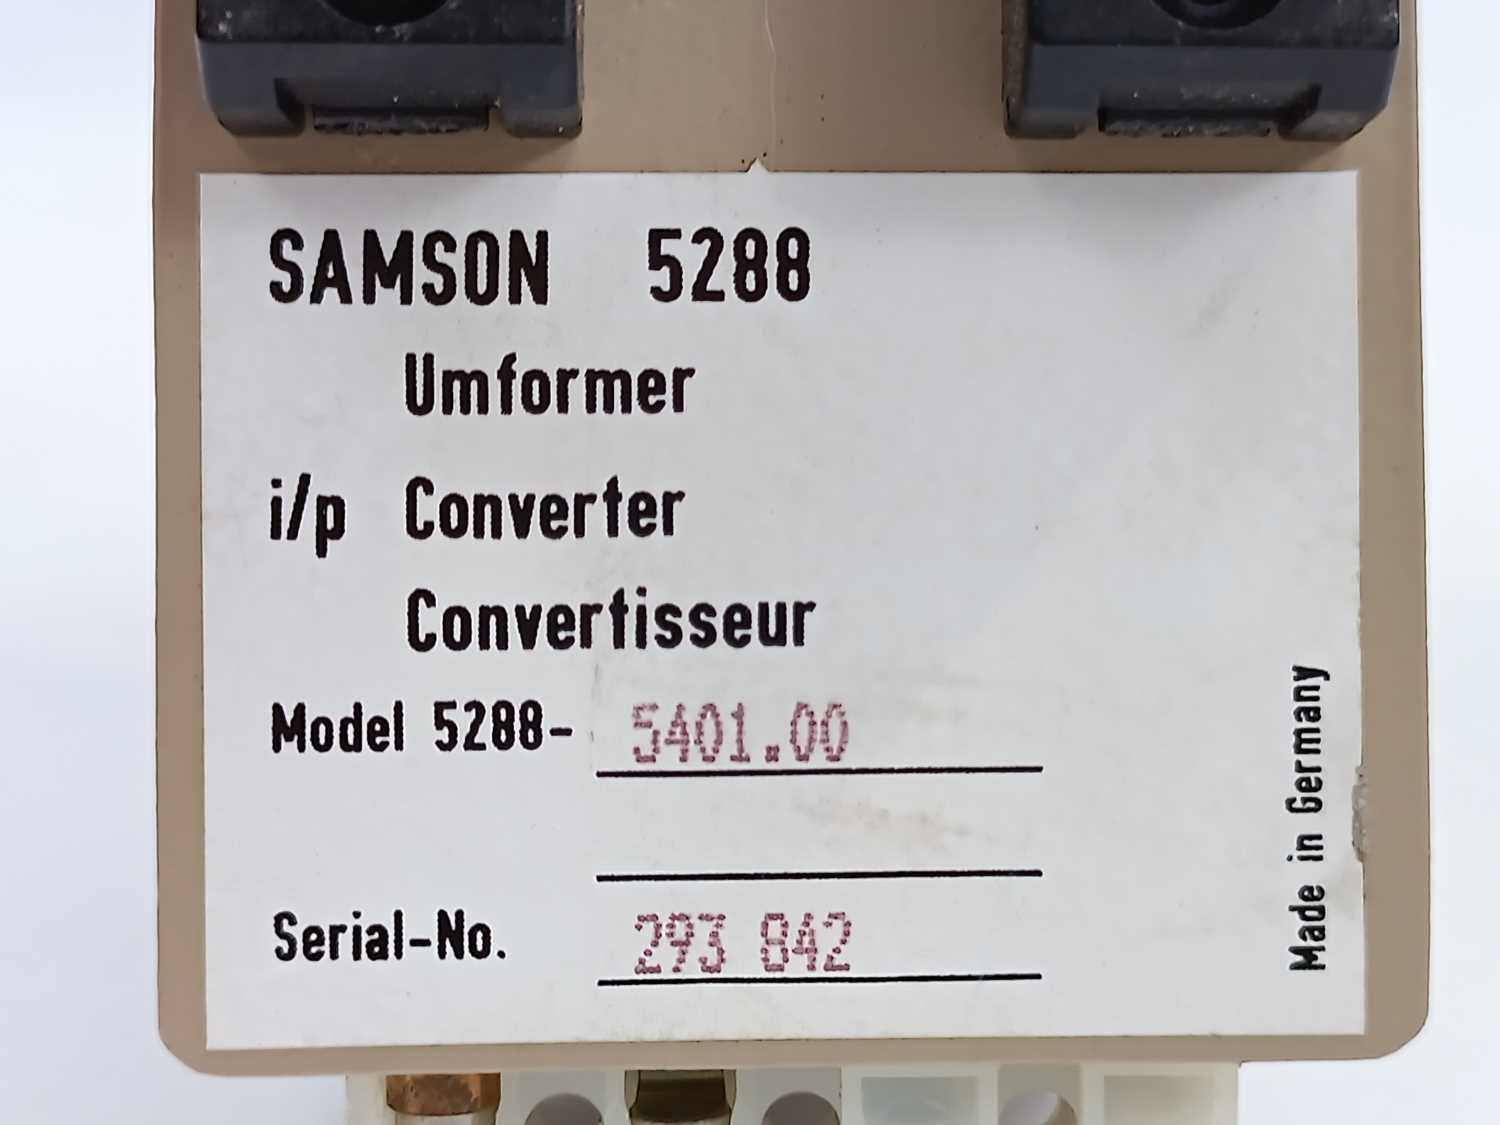 SAMSON 5288
Umformer
i/p Converter
Convertisseur
Model 5288- 5401.00
Serial-No. 293 842
Made in Germany